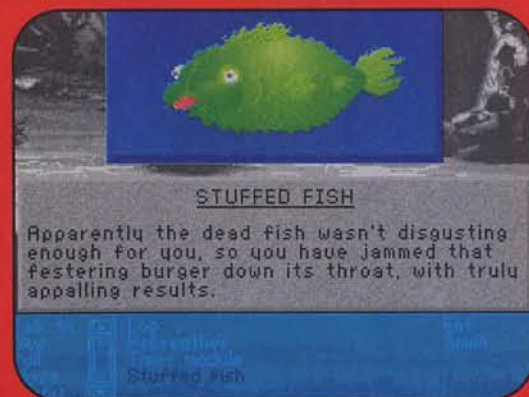 STUFFED FISH
Apparently the dead fish wasn't disgusting
enough for you, so you have jammed that
festering burger down its throat, with truly
appalling results.
Stuffed fish